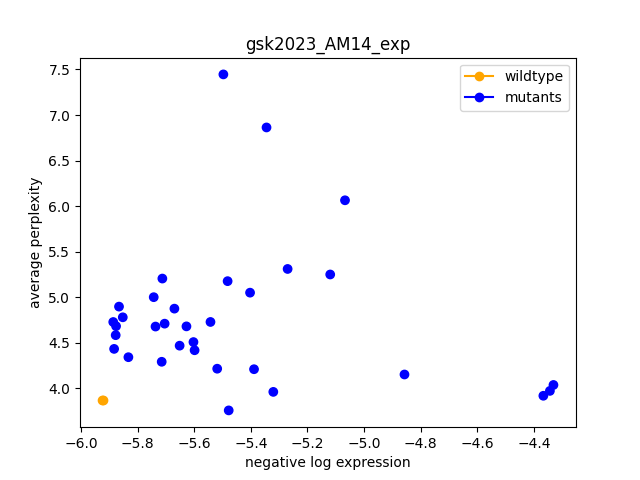 gsk2023_AM14_exp
wildtype
mutants
average perplexity
7.5
7.0
6.5
6.0
5.5
5.0
4.5
4.0
−6.0 −5.8 −5.6 −5.4 −5.2 −5.0 −4.8 −4.6 −4.4
negative log expression